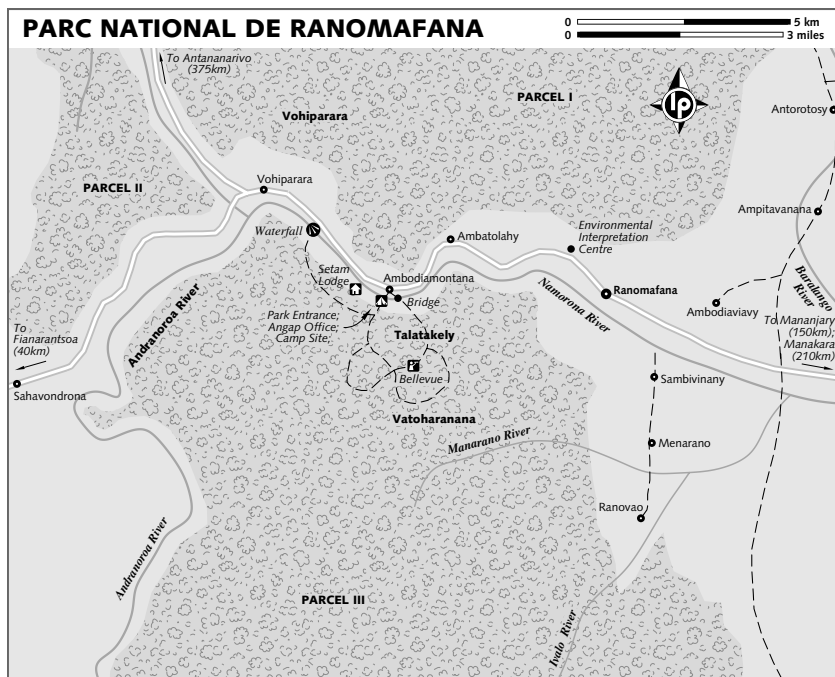 PARC NATIONAL DE RANOMAFANA
0 5 km
0 3 miles
To Antananarivo
(375km)
PARCEL I
lp
Vohiparara
Antorotosy
PARCEL II
Vohiparara
Ampitavanana
Waterfall
Ambatolahy
Environmental
Interpretation
Centre
Setam
Lodge
Ambodiamontana
Ranomafana
Baralango
River
Bridge
Namorona River
Ambodiaviavy
Andranoroa River
Park Entrance;
Angap Office;
Camp Site;
To
Fianarantsoa
(40km)
Talatakely
To Mananjary
(150km);
Manakara
(210km)
Bellevue
Sambivinany
Sahavondrona
Vatoharanana
Manarano River
Menarano
Ranovao
Andranoroa River
PARCEL III
Ivalo River